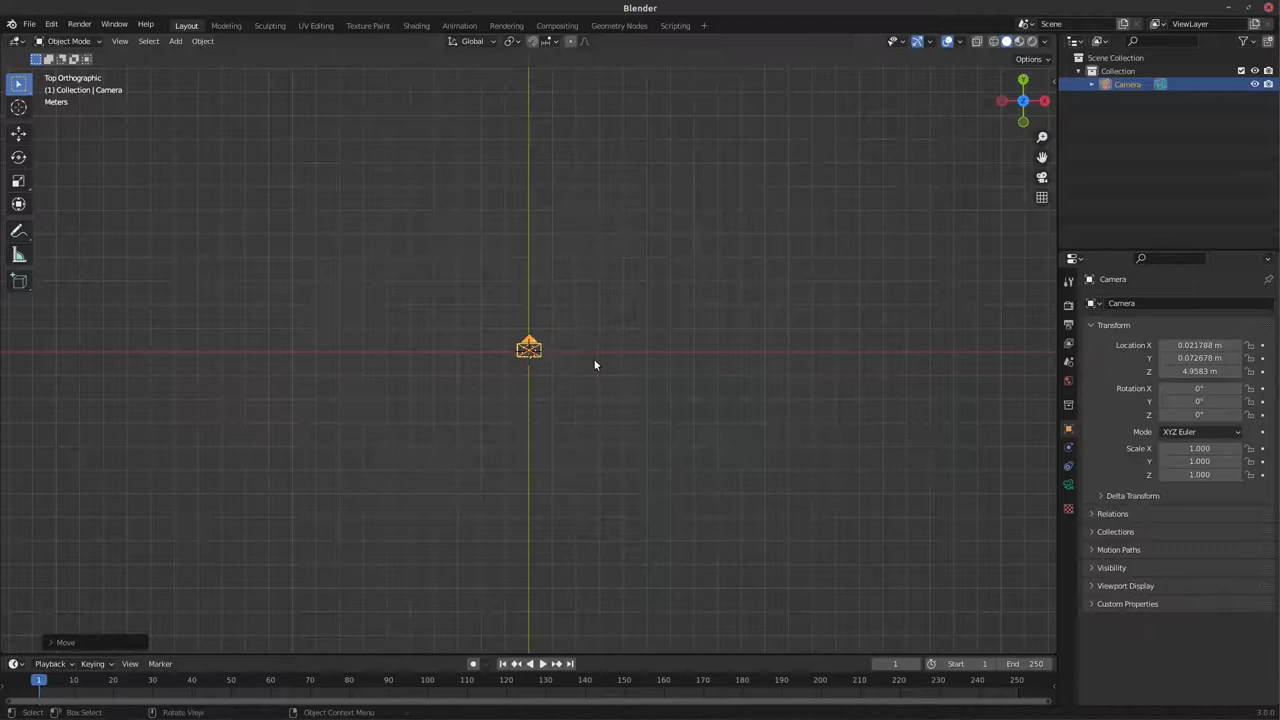 Blender
File Edit Render Window Help Layout Modeling Sculpting UV Editing Texture Paint Shading Animation Rendering Compositing Geometry Nodes Scripting + Scene ViewLayer
Object Mode View Select Add Object Global
Options
Top Orthographic
(1) Collection | Camera
Meters
Y
Z X
Move
Scene Collection
Collection
Camera
Camera
Camera
Transform
Location X 0.021788 m
Y 0.072678 m
Z 4.9583 m
Rotation X 0°
Y 0°
Z 0°
Mode XYZ Euler
Scale X 1.000
Y 1.000
Z 1.000
Delta Transform
Relations
Collections
Motion Paths
Visibility
Viewport Display
Custom Properties
Playback Keying View Marker 1 Start 1 End 250
1 10 20 30 40 50 60 70 80 90 100 110 120 130 140 150 160 170 180 190 200 210 220 230 240 250
Select Box Select Rotate View Object Context Menu 3.0.0